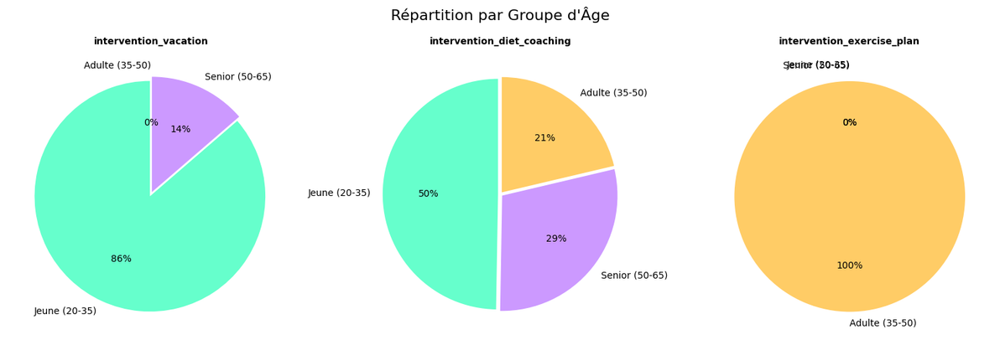 Répartition par Groupe d'Âge
intervention_vacation
Adulte (35-50)
Senior (50-65)
0%
14%
86%
Jeune (20-35)
intervention_diet_coaching
Adulte (35-50)
21%
Jeune (20-35)
50%
29%
Senior (50-65)
intervention_exercise_plan
0%
100%
Adulte (35-50)